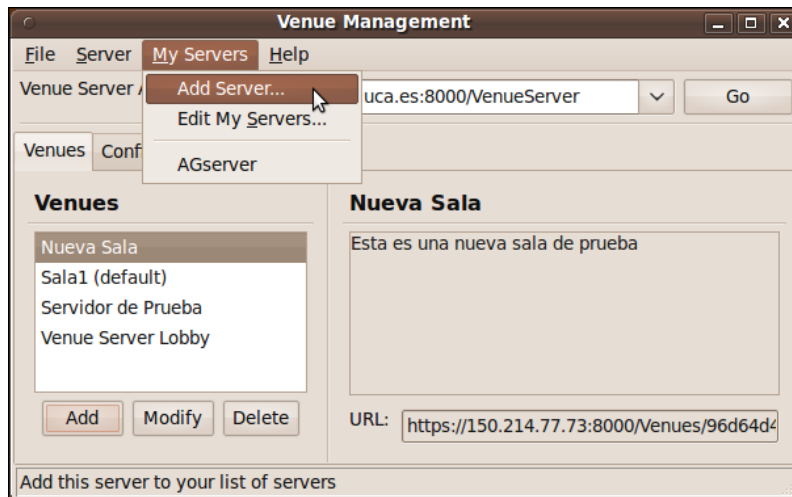 Venue Management
File Server My Servers Help
Venue Server uca.es:8000/VenueServer Go
Add Server...
Edit My Servers...
AGserver
Venues
Venues
Nueva Sala
Sala1 (default)
Servidor de Prueba
Venue Server Lobby
Add Modify Delete
Nueva Sala
Esta es una nueva sala de prueba
URL: https://150.214.77.73:8000/Venues/96d64d4
Add this server to your list of servers